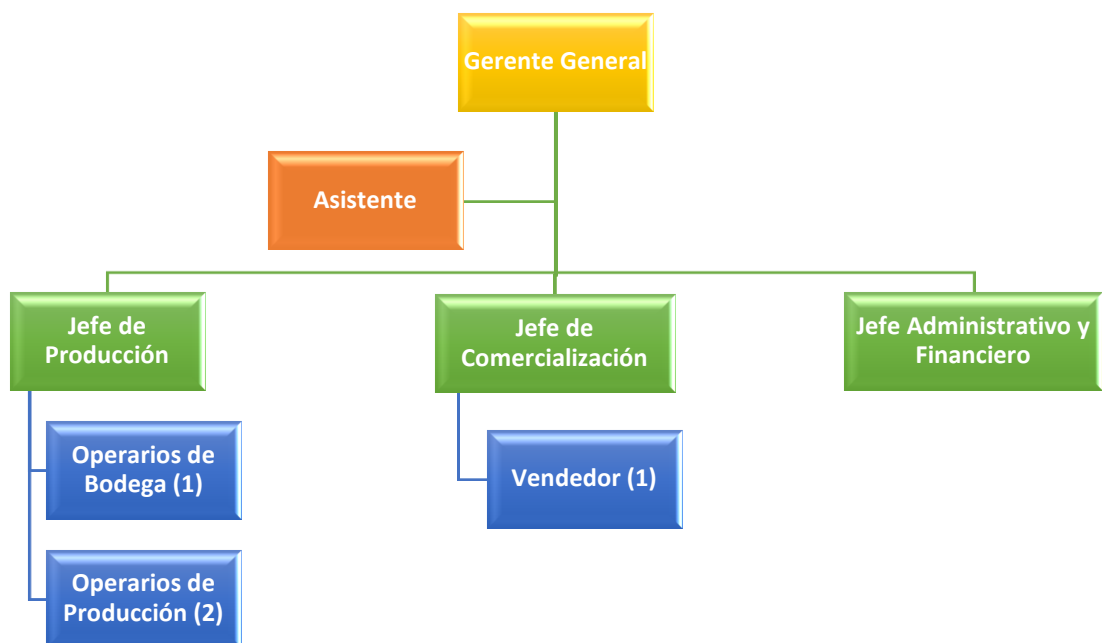 Gerente General
Asistente
Jefe de
Producción
Jefe de
Comercialización
Jefe Administrativo y
Financiero
Operarios de
Bodega (1)
Vendedor (1)
Operarios de
Producción (2)